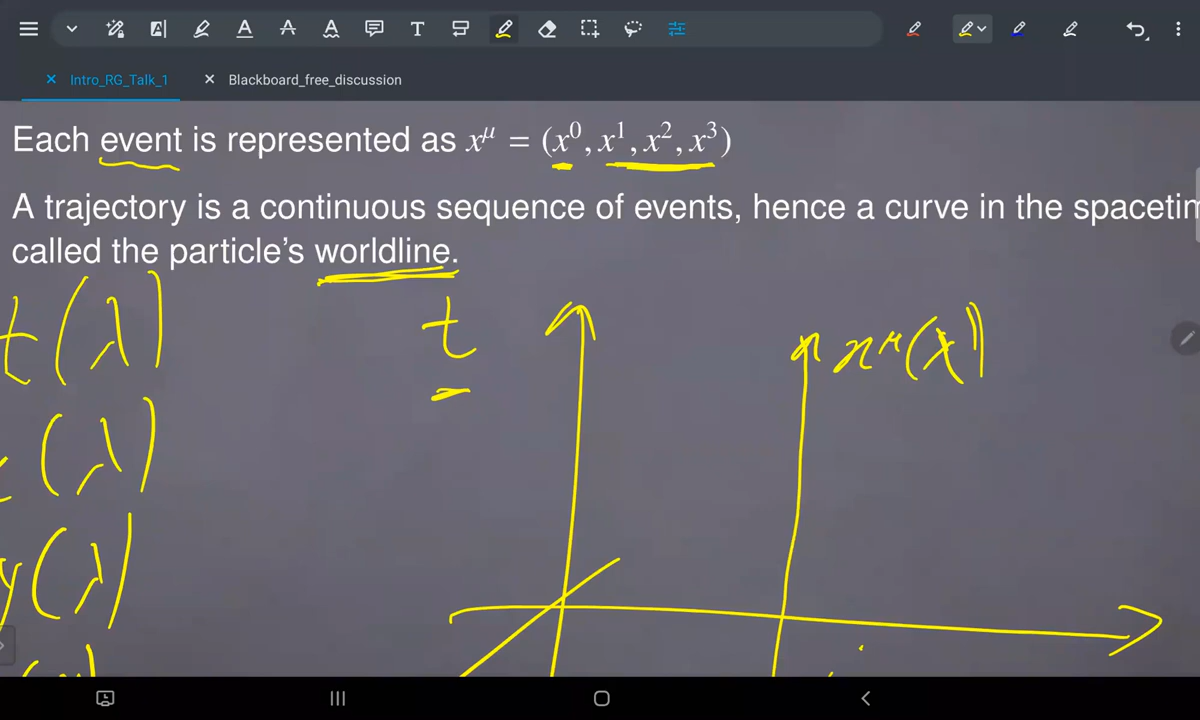 Intro_RG_Talk_1
Blackboard_free_discussion
Each event is represented as x^μ = (x^0, x^1, x^2, x^3)
A trajectory is a continuous sequence of events, hence a curve in the
called the particle's worldline.
t(λ)
t
x^μ(λ)
(λ)
y(λ)